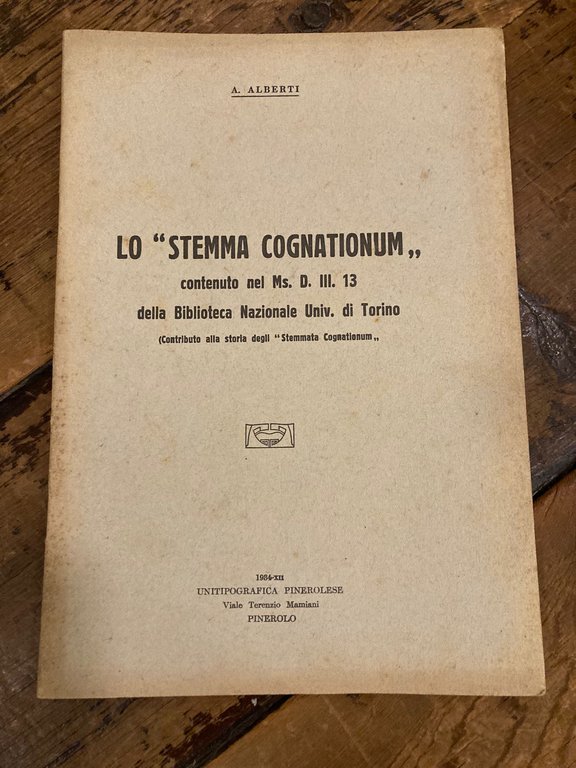 A. ALBERTI
LO “STEMMA COGNATIONUM„
contenuto nel Ms. D. III. 13
della Biblioteca Nazionale Univ. di Torino
(Contributo alla storia degli “Stemmata Cognationum„
1934-XII
UNITIPOGRAFICA PINEROLESE
Viale Terenzio Mamiani
PINEROLO